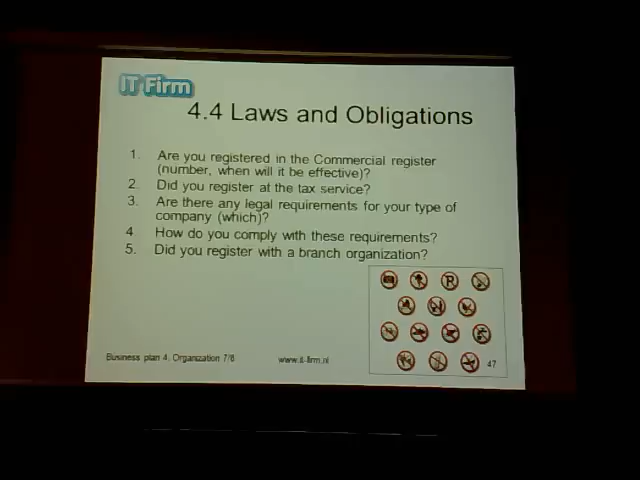 IT Firm
4.4 Laws and Obligations
1. Are you registered in the Commercial register
(number, when will it be effective)?
2. Did you register at the tax service?
3. Are there any legal requirements for your type of
company (which)?
4. How do you comply with these requirements?
5. Did you register with a branch organization?
R
Business plan 4. Organization 7/8
www.it-firm.nl
47